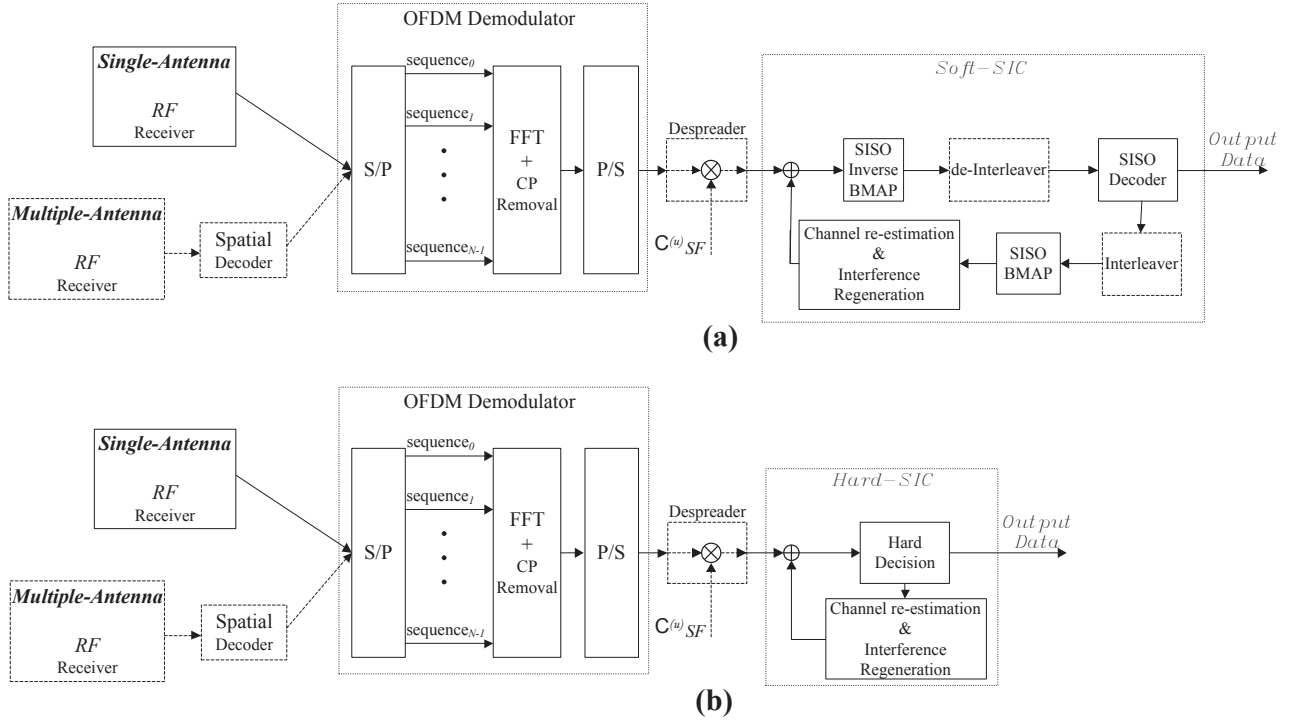 OFDM Demodulator
Single-Antenna
RF
Receiver
Multiple-Antenna
RF
Receiver
Spatial
Decoder
S/P
sequence0
sequence1
sequenceN-1
FFT
+
CP
Removal
P/S
Despreader
C(u)SF
Soft-SIC
SISO
Inverse
BMAP
de-Interleaver
SISO
Decoder
Output
Data
Channel re-estimation
&
Interference
Regeneration
SISO
BMAP
Interleaver
(a)
OFDM Demodulator
Single-Antenna
RF
Receiver
Multiple-Antenna
RF
Receiver
Spatial
Decoder
S/P
sequence0
sequence1
sequenceN-1
FFT
+
CP
Removal
P/S
Despreader
C(u)SF
Hard-SIC
Hard
Decision
Output
Data
Channel re-estimation
&
Interference
Regeneration
(b)